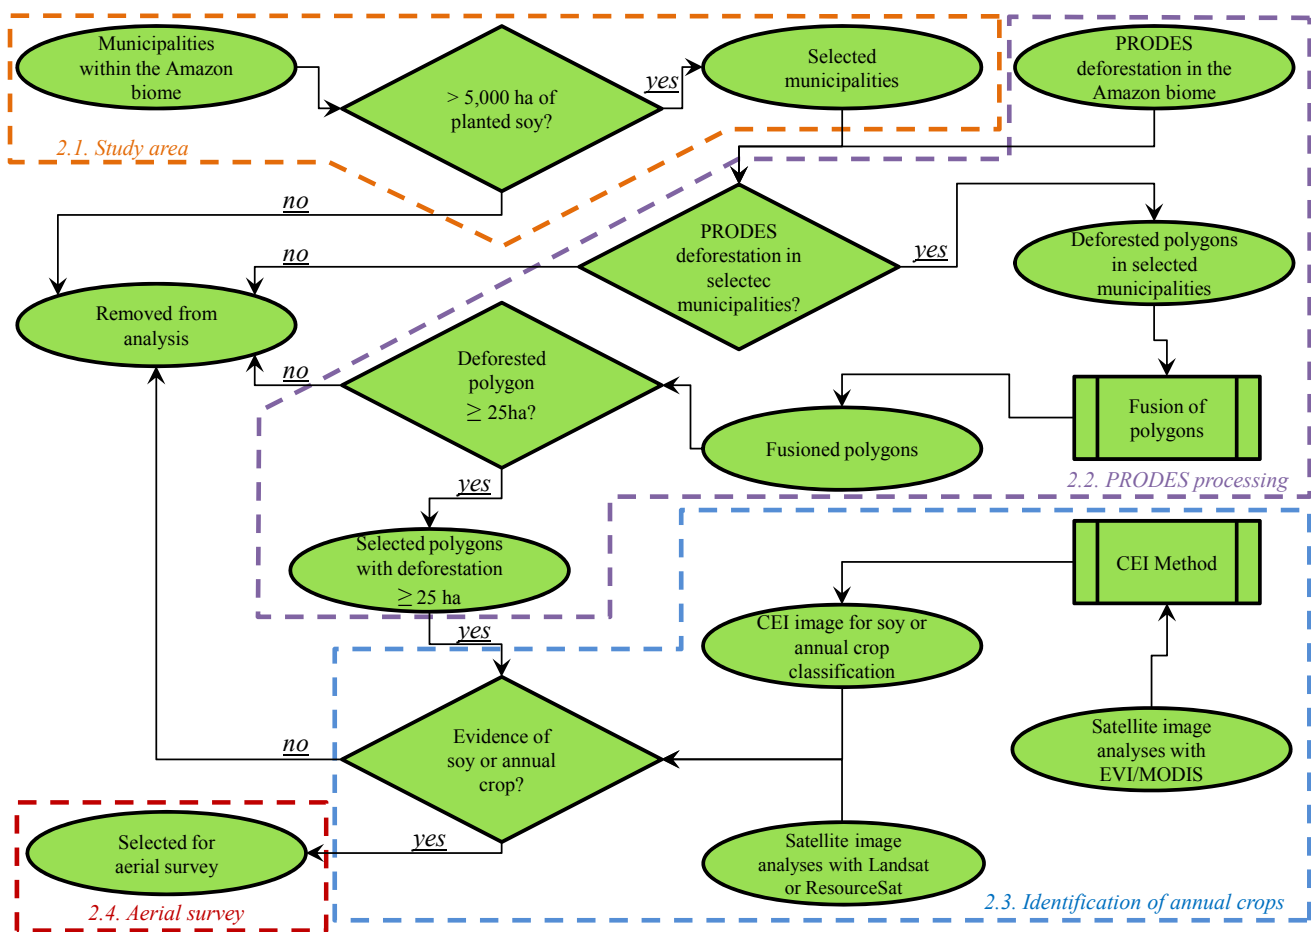 Municipalities
within the Amazon
biome
> 5,000 ha of
planted soy?
yes
Selected
municipalities
PRODES
deforestation in the
Amazon biome
2.1. Study area
no
no
PRODES
deforestation in
selectec
municipalities?
yes
Deforested polygons
in selected
municipalities
Removed from
analysis
no
Deforested
polygon
≥ 25ha?
Fusioned polygons
Fusion of
polygons
2.2. PRODES processing
yes
Selected polygons
with deforestation
≥ 25 ha
yes
CEI Method
CEI image for soy or
annual crop
classification
Satellite image
analyses with
EVI/MODIS
no
Evidence of
soy or annual
crop?
yes
Selected for
aerial survey
2.4. Aerial survey
Satellite image
analyses with Landsat
or ResourceSat
2.3. Identification of annual crops